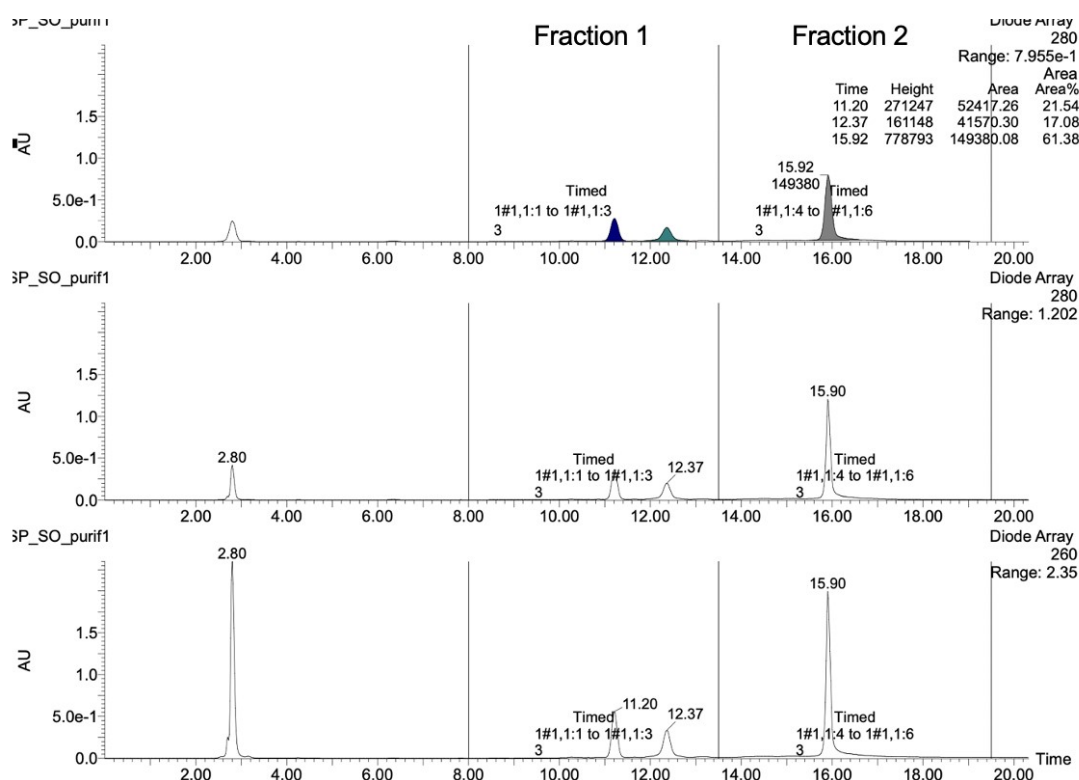 SP_SO_purif1
Fraction 1
Fraction 2
Diode Array
280
Range: 7.955e-1
Area
Time Height Area Area%
11.20 271247 52417.26 21.54
12.37 161148 41570.30 17.08
15.92 778793 149380.08 61.38
AU
1.5
1.0
5.0e-1
0.0
15.92
149380
Timed
1#1,1:1 to 1#1,1:3
3
Timed
1#1,1:4 to #1,1:6
3
2.00 4.00 6.00 8.00 10.00 12.00 14.00 16.00 18.00 20.00
SP_SO_purif1
Diode Array
280
Range: 1.202
AU
1.5
1.0
5.0e-1
0.0
2.80
Timed
1#1,1:1 to 1#1,1:3
3
12.37
15.90
Timed
1#1,1:4 to 1#1,1:6
3
2.00 4.00 6.00 8.00 10.00 12.00 14.00 16.00 18.00 20.00
SP_SO_purif1
Diode Array
260
Range: 2.35
AU
1.5
1.0
5.0e-1
0.0
2.80
11.20
Timed
1#1,1:1 to 1#1,1:3
3
12.37
15.90
Timed
1#1,1:4 to 1#1,1:6
3
Time
2.00 4.00 6.00 8.00 10.00 12.00 14.00 16.00 18.00 20.00